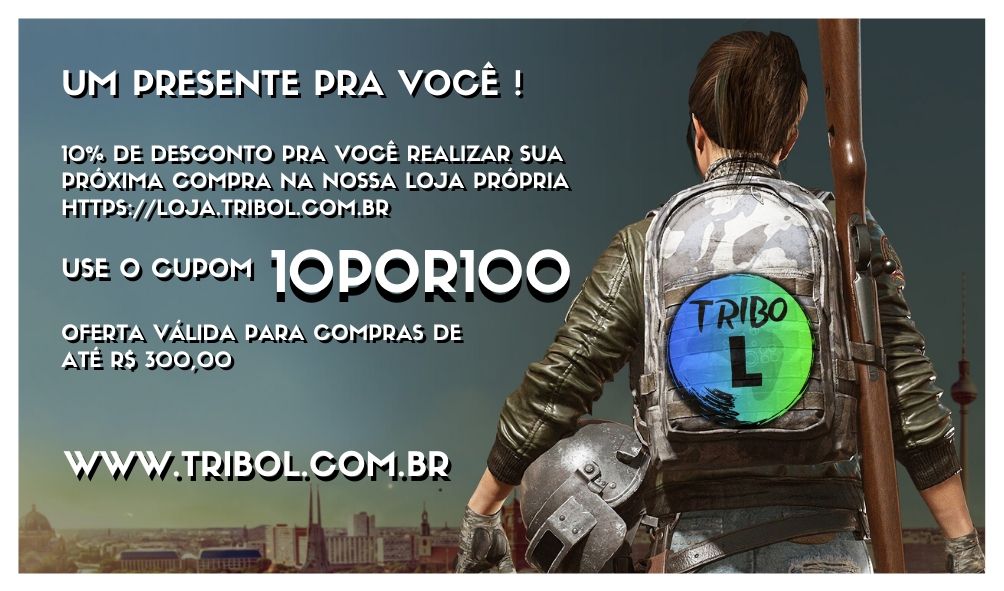 UM PRESENTE PRA VOCÊ !
10% DE DESCONTO PRA VOCÊ REALIZAR SUA
PRÓXIMA COMPRA NA NOSSA LOJA PRÓPRIA
HTTPS://LOJA.TRIBOL.COM.BR
USE O CUPOM 10POR100
OFERTA VÁLIDA PARA COMPRAS DE
ATÉ R$ 300,00
WWW.TRIBOL.COM.BR
TRIBO
L